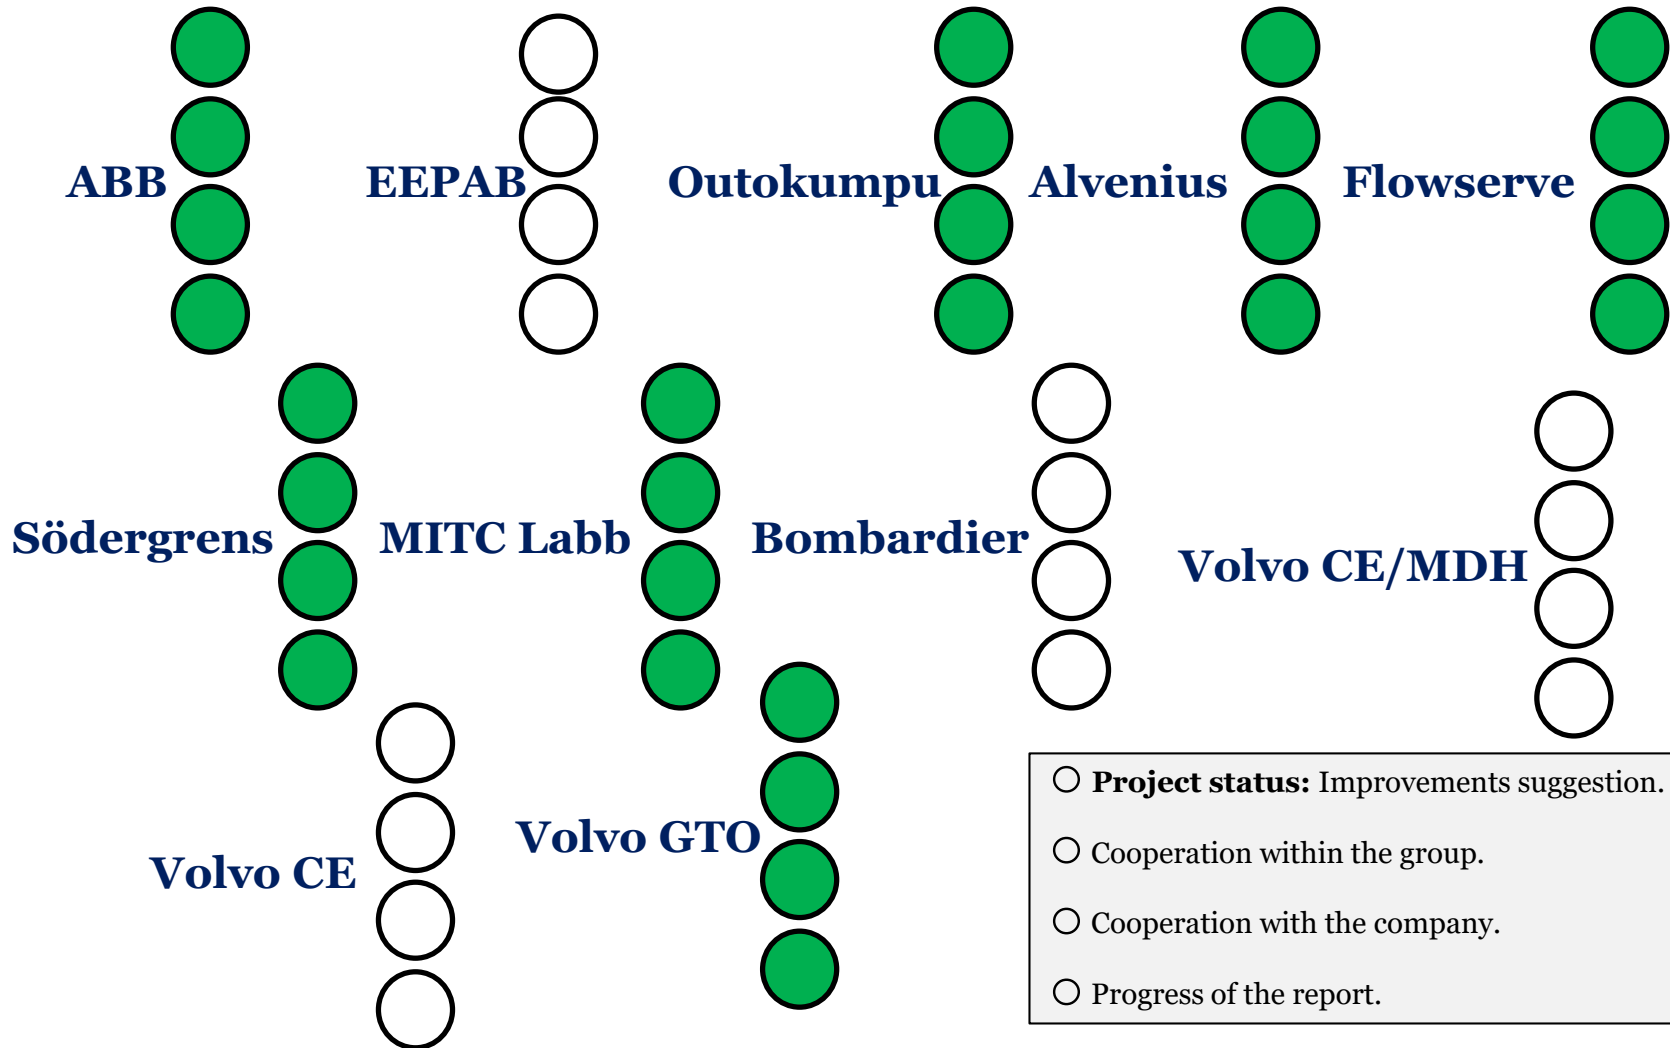 ABB
EEPAB
Outokumpu
Alvenius
Flowserve
Södergrens
MITC Labb
Bombardier
Volvo CE/MDH
Volvo CE
Volvo GTO
Project status: Improvements suggestion.
Cooperation within the group.
Cooperation with the company.
Progress of the report.